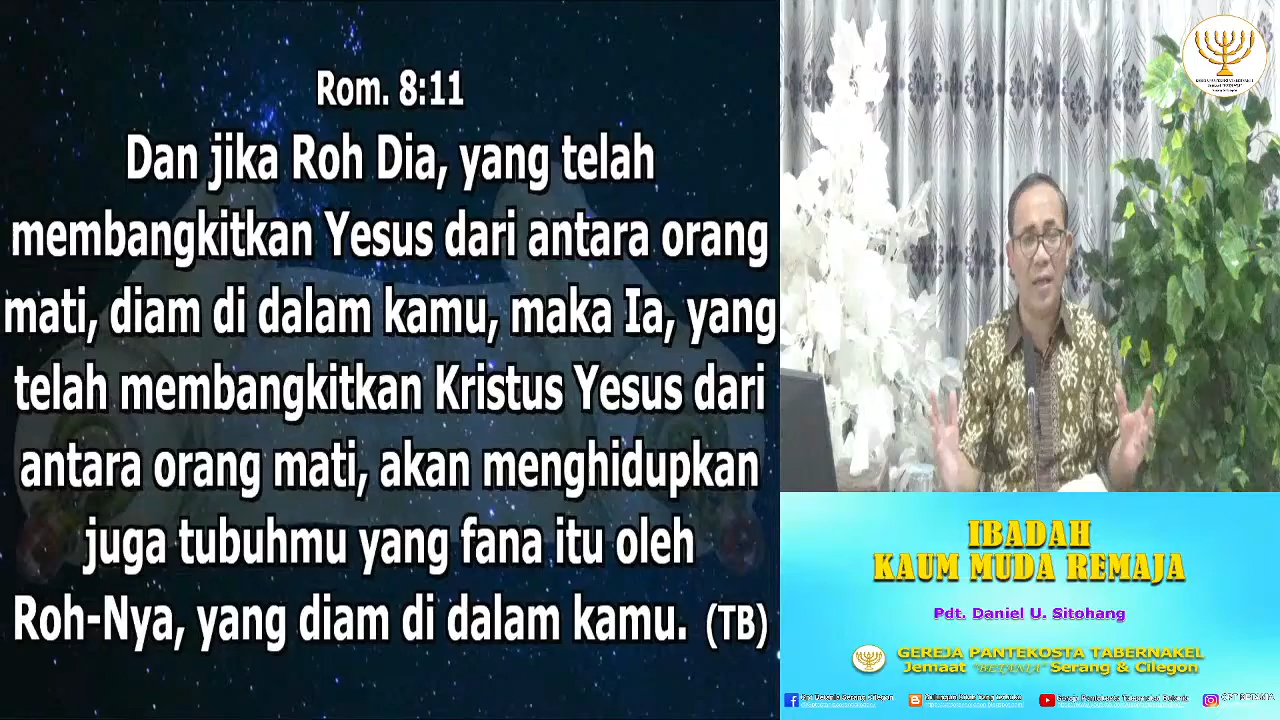 Rom. 8:11
Dan jika Roh Dia, yang telah
membangkitkan Yesus dari antara orang
mati, diam di dalam kamu, maka Ia, yang
telah membangkitkan Kristus Yesus dari
antara orang mati, akan menghidupkan
juga tubuhmu yang fana itu oleh
Roh-Nya, yang diam di dalam kamu. (TB)
IBADAH
KAUM MUDA REMAJA
Pdt. Daniel U. Sitohang
GEREJA PANTEKOSTA TABERNAKEL
Jemaat "BETANIA" Serang & Cilegon